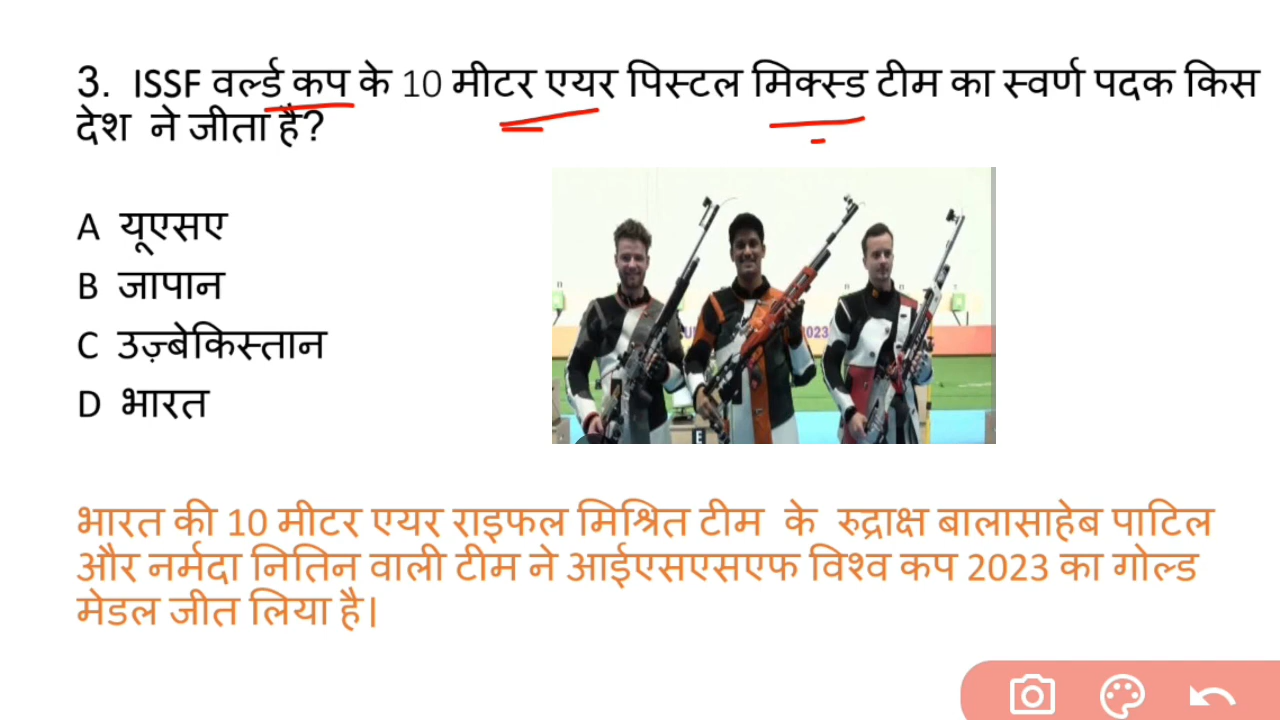 3. ISSF वर्ल्ड कप के 10 मीटर एयर पिस्टल मिक्स्ड टीम का स्वर्ण पदक किस
देश ने जीता है?
A यूएसए
B जापान
C उज़्बेकिस्तान
D भारत
2023
E
भारत की 10 मीटर एयर राइफल मिश्रित टीम के रुद्राक्ष बालासाहेब पाटिल
और नर्मदा नितिन वाली टीम ने आईएसएसएफ विश्व कप 2023 का गोल्ड
मेडल जीत लिया है|